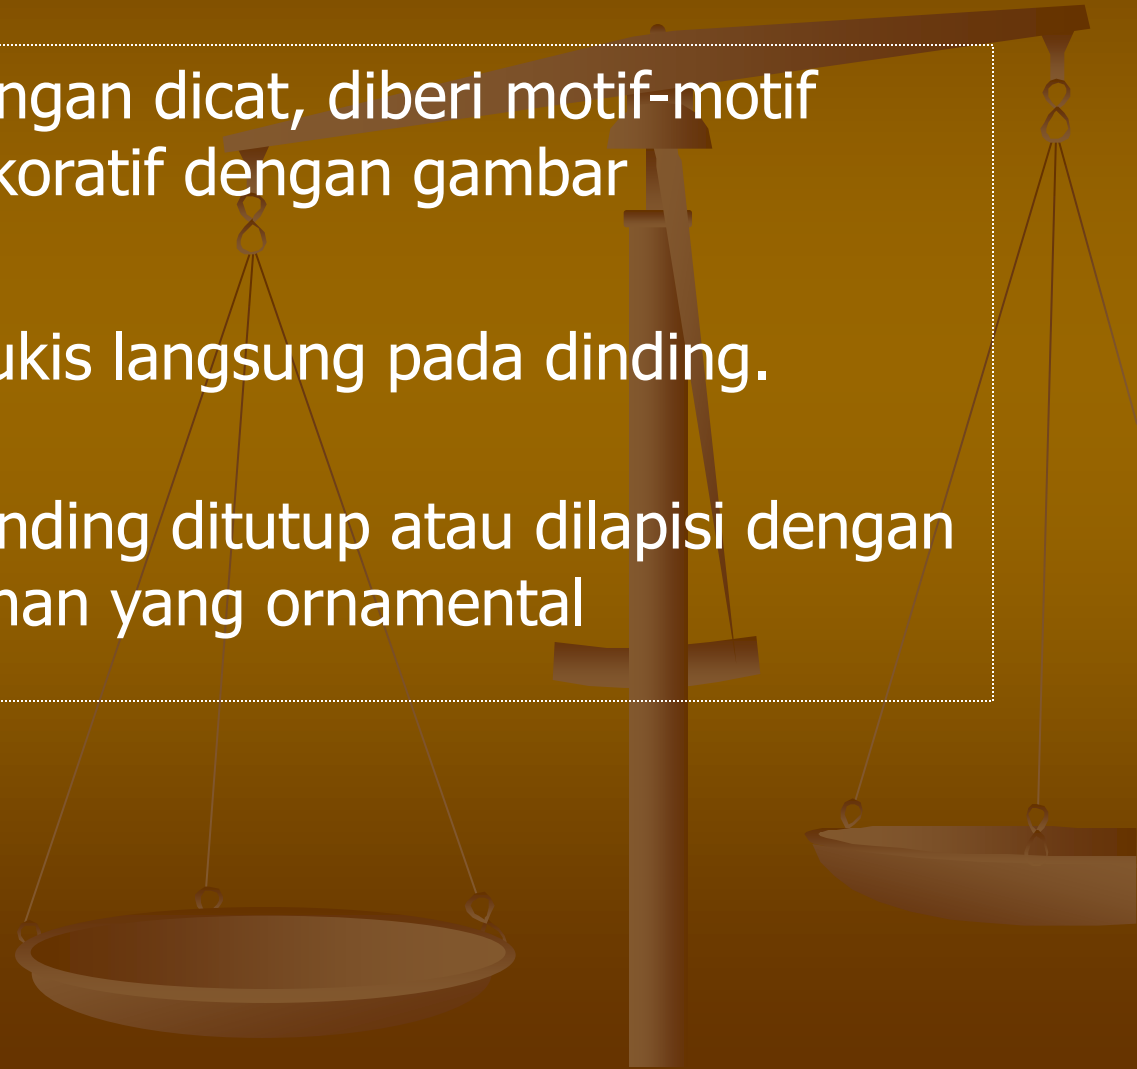 ngan dicat, diberi motif-motif
koratif dengan gambar
ukis langsung pada dinding.
nding ditutup atau dilapisi dengan
han yang ornamental